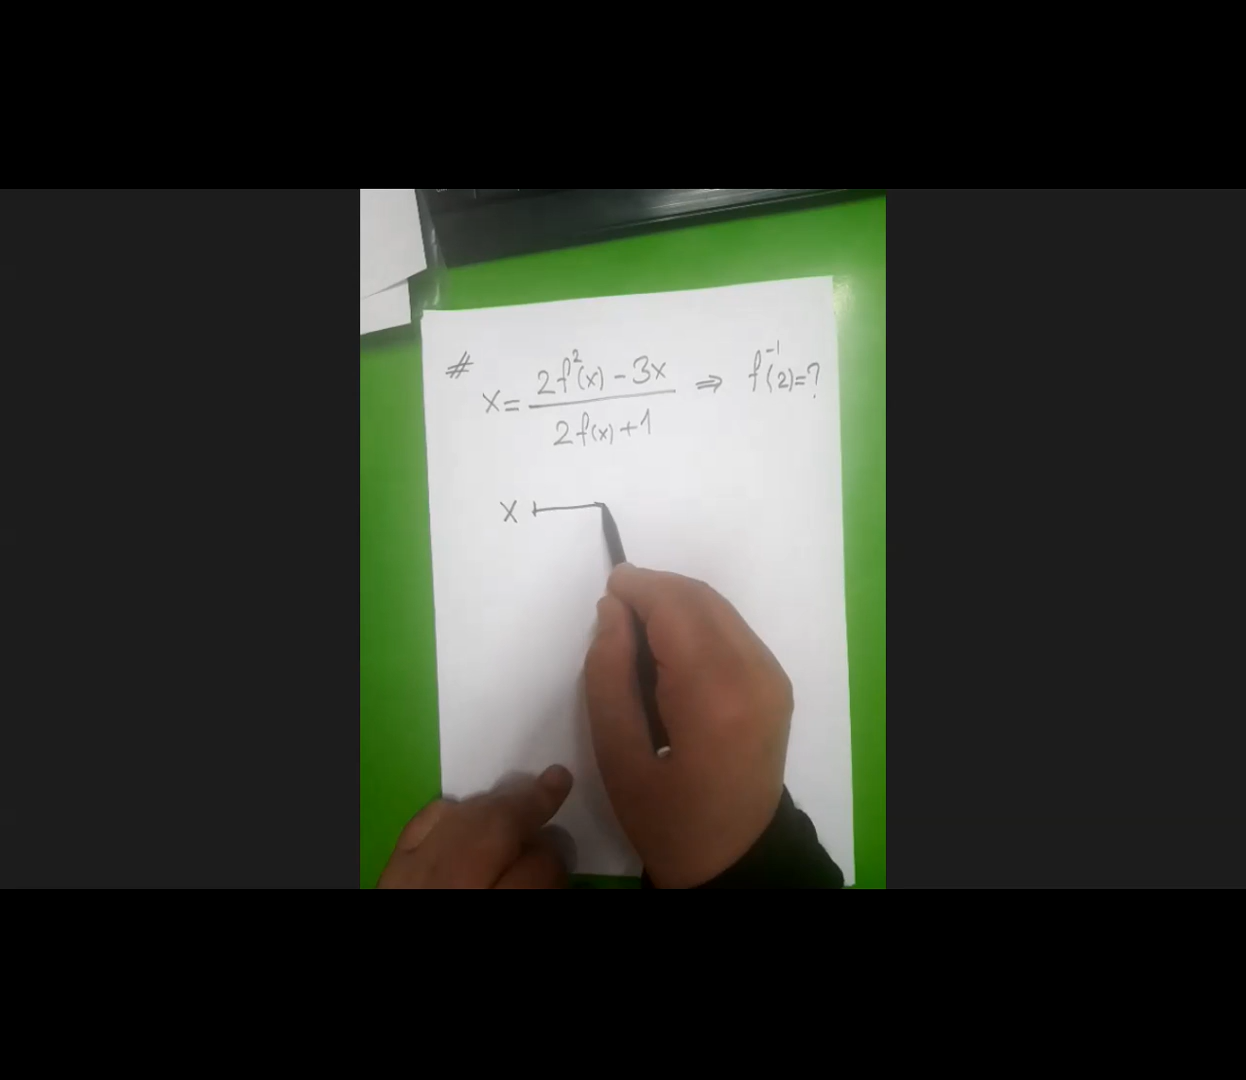 # x = (2f²(x) - 3x)/(2f(x) + 1) ⇒ f⁻¹(2) = ?
x